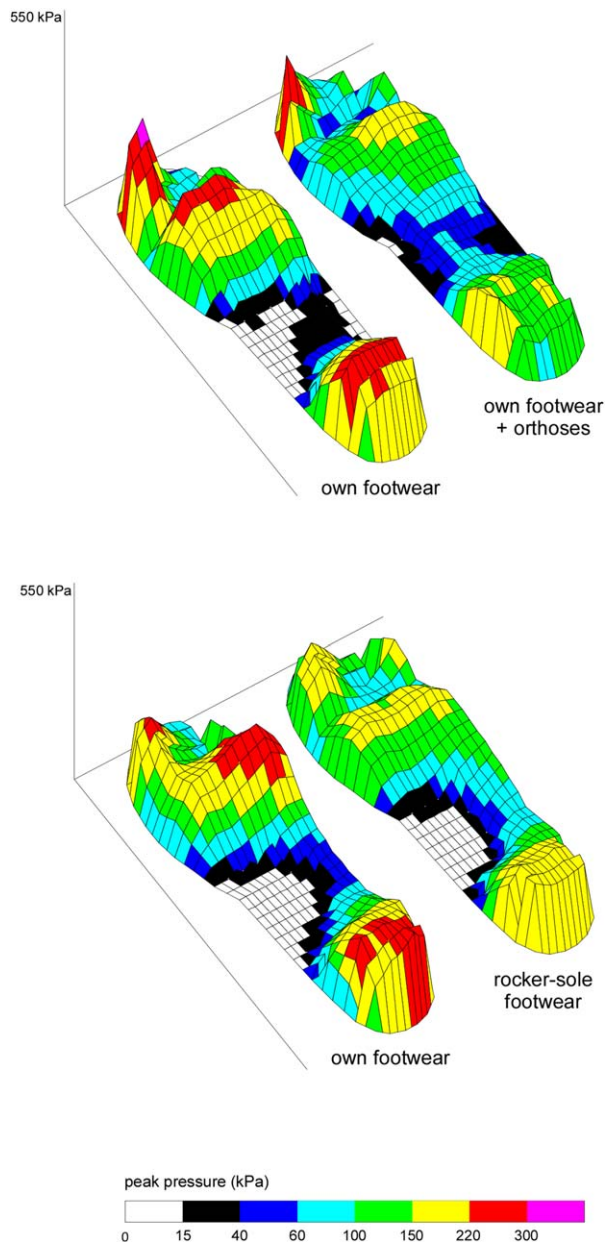 550 kPa
own footwear
+ orthoses
own footwear
550 kPa
rocker-sole
footwear
own footwear
peak pressure (kPa)
0 15 40 60 100 150 220 300